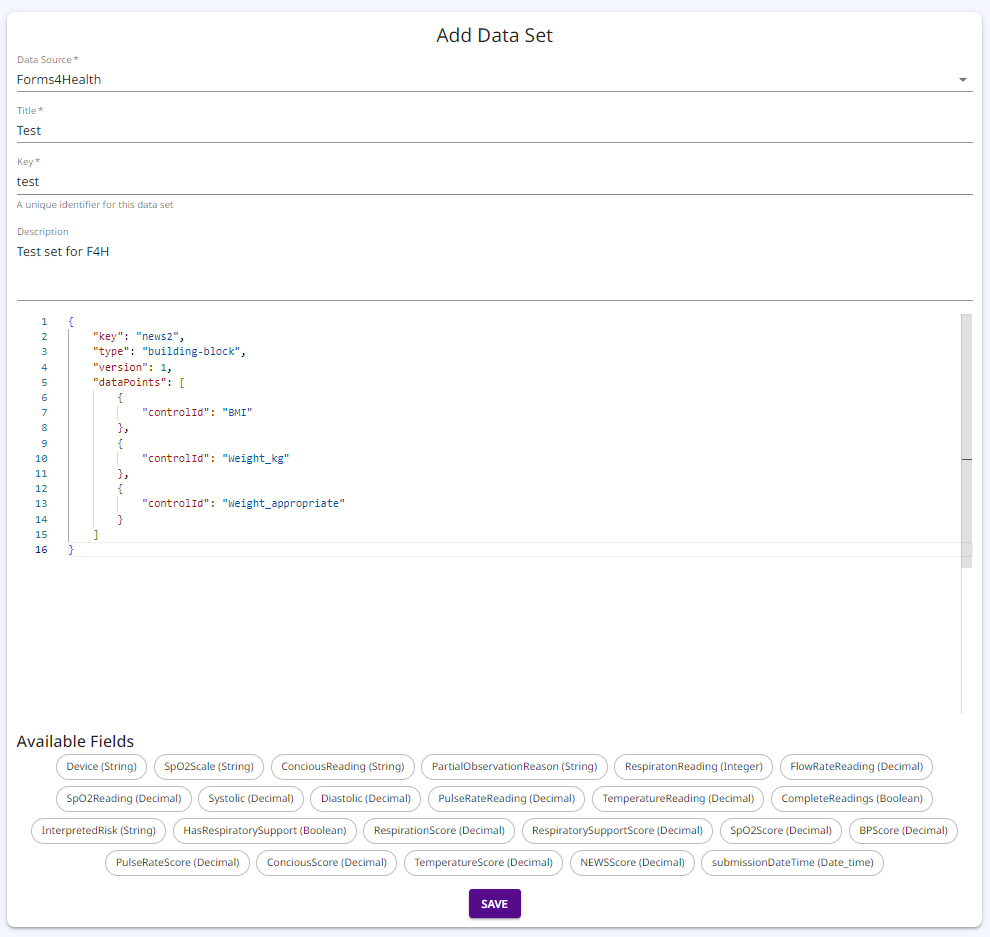 Add Data Set
Data Source *
Forms4Health
Title *
Test
Key *
test
A unique identifier for this data set
Description
Test set for F4H
1 {
2 "key": "news2",
3 "type": "building-block",
4 "version": 1,
5 "dataPoints": [
6 {
7 "controlId": "BMI"
8 },
9 {
10 "controlId": "Weight_kg"
11 },
12 {
13 "controlId": "Weight_appropriate"
14 }
15 ]
16 }
Available Fields
Device (String) SpO2Scale (String) ConciousReading (String) PartialObservationReason (String) RespiratonReading (Integer) FlowRateReading (Decimal)
SpO2Reading (Decimal) Systolic (Decimal) Diastolic (Decimal) PulseRateReading (Decimal) TemperatureReading (Decimal) CompleteReadings (Boolean)
InterpretedRisk (String) HasRespiratorySupport (Boolean) RespirationScore (Decimal) RespiratorySupportScore (Decimal) SpO2Score (Decimal) BPScore (Decimal)
PulseRateScore (Decimal) ConciousScore (Decimal) TemperatureScore (Decimal) NEWSScore (Decimal) submissionDateTime (Date_time)
SAVE